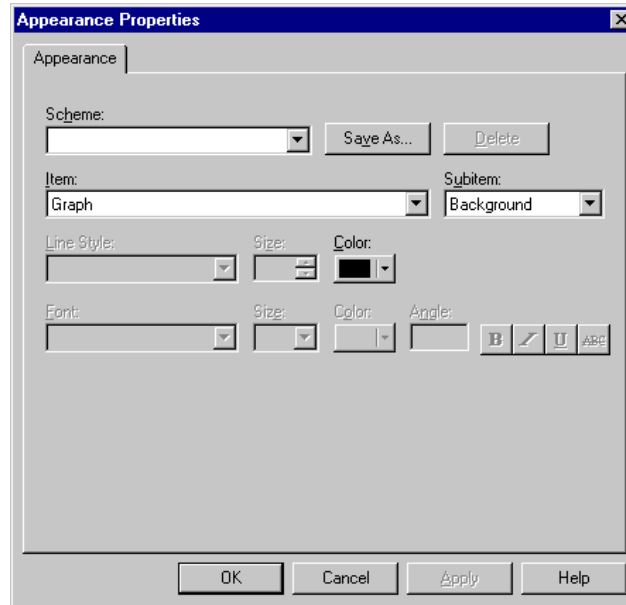 Appearance Properties
Appearance
Scheme:
Save As... Delete
Item: Subitem:
Graph Background
Line Style: Size: Color:
Font: Size: Color: Angle:
B I U ABC
OK Cancel Apply Help